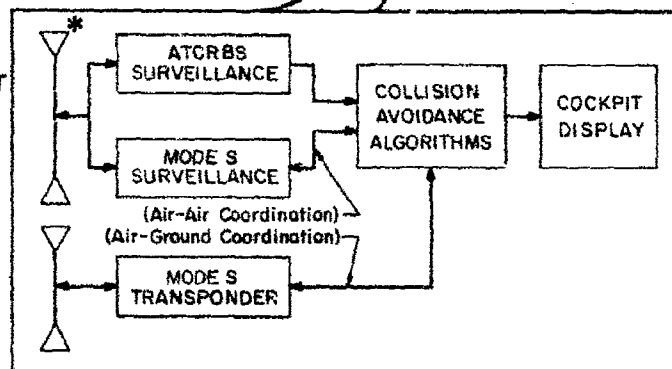 *
ATCRBS
SURVEILLANCE
COLLISION
AVOIDANCE
ALGORITHMS
COCKPIT
DISPLAY
MODE S
SURVEILLANCE
(Air-Air Coordination)
(Air-Ground Coordination)
MODE S
TRANSPONDER